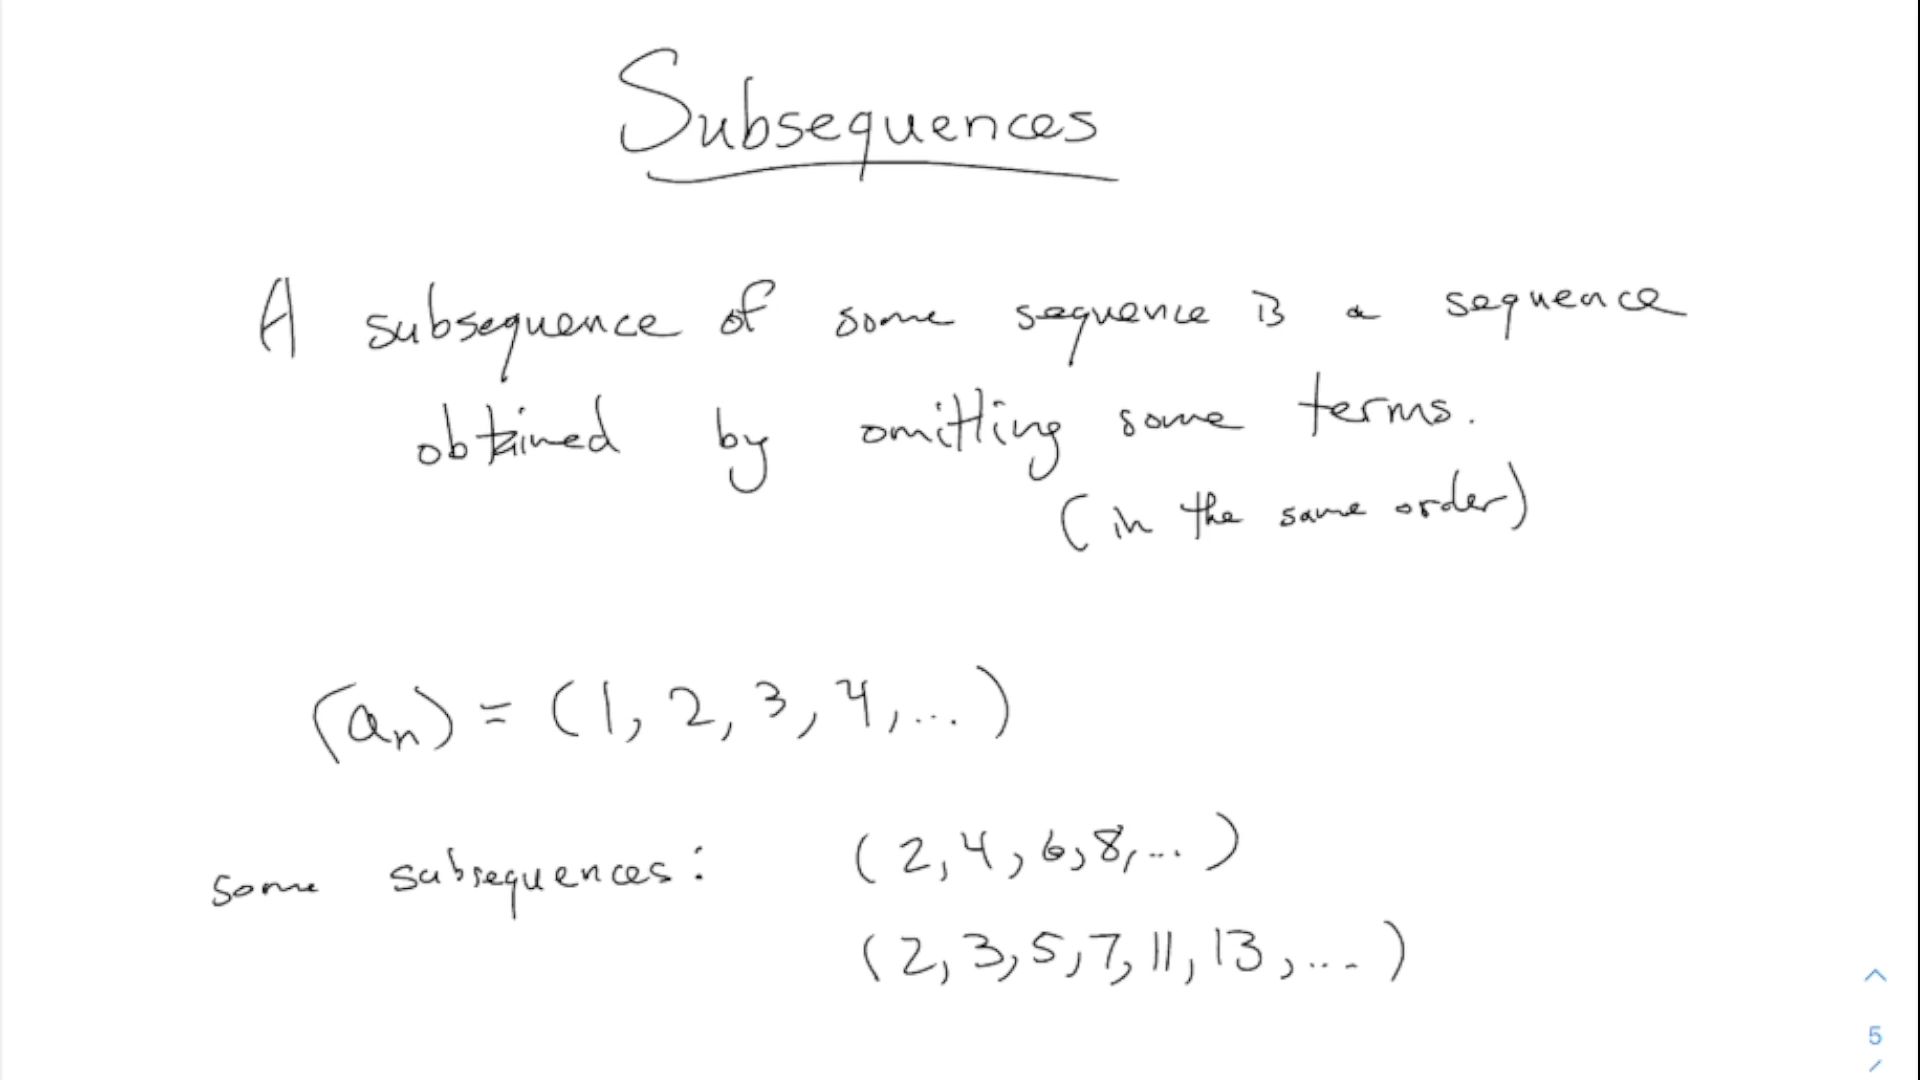 Subsequences
A subsequence of some sequence is a sequence
obtained by omitting some terms.
(in the same order)
(aₙ) = (1, 2, 3, 4, ... )
some subsequences: (2, 4, 6, 8, ... )
(2, 3, 5, 7, 11, 13, ... )
5